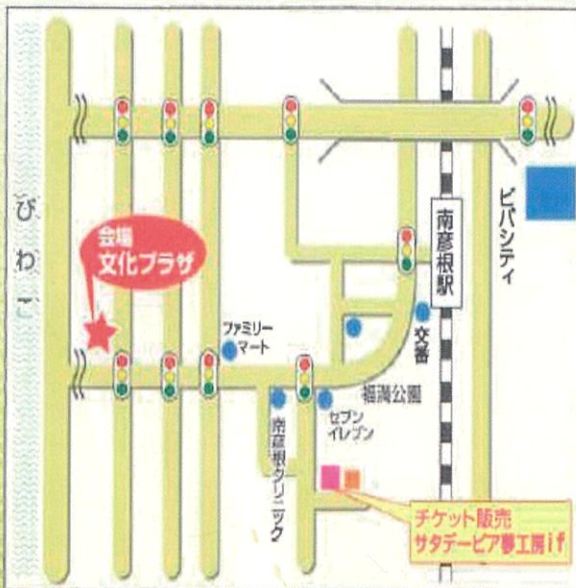 びわこ
会場
文化プラザ
ファミリー
マート
南彦根駅
ビバシティ
交番
福満公園
セブン
イレブン
南彦根クリニック
チケット販売
サタデーピア夢工房if